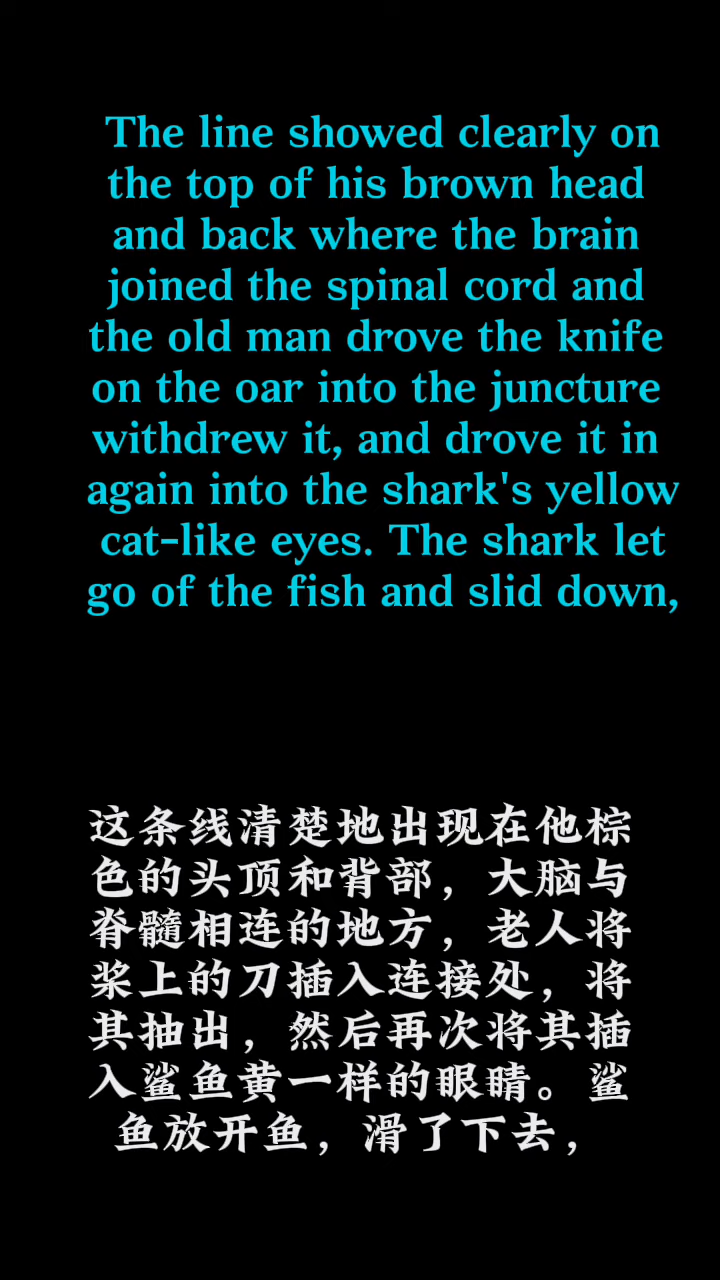 The line showed clearly on
the top of his brown head
and back where the brain
joined the spinal cord and
the old man drove the knife
on the oar into the juncture
withdrew it, and drove it in
again into the shark's yellow
cat-like eyes. The shark let
go of the fish and slid down,
这条线清楚地出现在他棕
色的头顶和背部，大脑与
脊髓相连的地方，老人将
桨上的刀插入连接处，将
其抽出，然后再次将其插
入鲨鱼黄一样的眼睛。鲨
鱼放开鱼，滑了下去，